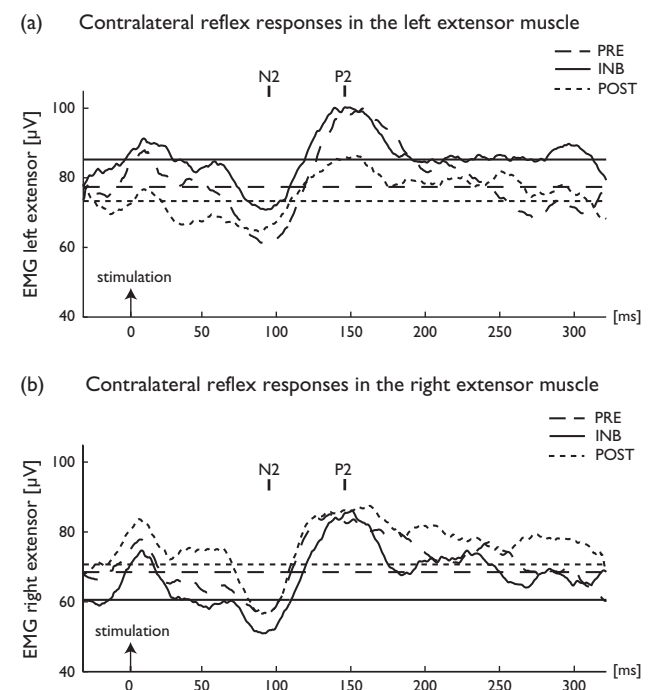 (a) Contralateral reflex responses in the left extensor muscle
PRE
INB
POST
N2 P2
EMG left extensor [µV]
100
80
60
40
stimulation
0 50 100 150 200 250 300 [ms]
(b) Contralateral reflex responses in the right extensor muscle
PRE
INB
POST
N2 P2
EMG right extensor [µV]
100
80
60
40
stimulation
0 50 100 150 200 250 300 [ms]